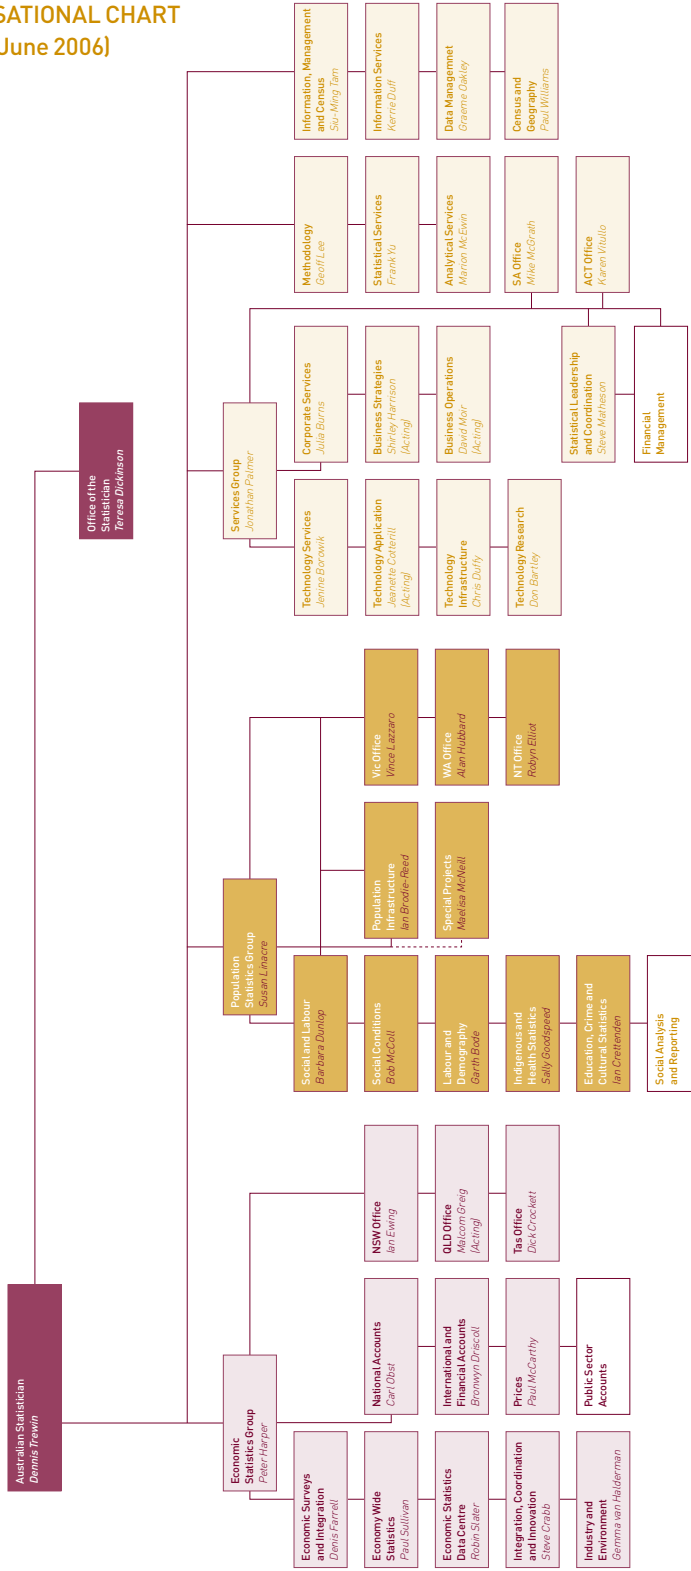 SATIONAL CHART
June 2006)
Australian Statistician
Dennis Trewin
Office of the
Statistician
Teresa Dickinson
Economic
Statistics Group
Peter Harper
Population
Statistics Group
Susan Linacre
Services Group
Jonathan Palmer
Methodology
Geoff Lee
Information, Management
and Census
Siu-Ming Tam
Economic Surveys
and Integration
Denis Farrell
Economy Wide
Statistics
Paul Sullivan
Economic Statistics
Data Centre
Robin Slater
Integration, Coordination
and Innovation
Steve Crabb
Industry and
Environment
Gemma van Halderman
National Accounts
Carl Obst
International and
Financial Accounts
Bronwyn Driscoll
Prices
Paul McCarthy
Public Sector
Accounts
NSW Office
Ian Ewing
QLD Office
Malcom Greig
(Acting)
Tas Office
Dick Crockett
Social and Labour
Barbara Dunlop
Social Conditions
Bob McColl
Labour and
Demography
Garth Bode
Indigenous and
Health Statistics
Sally Goodspeed
Education, Crime and
Cultural Statistics
Ian Crettenden
Social Analysis
and Reporting
Population
Infrastructure
Ian Brodie-Reed
Special Projects
Maelisa McNeill
Vic Office
Vince Lazzaro
WA Office
Alan Hubbard
NT Office
Robyn Elliot
Technology Services
Jenine Borowik
Technology Application
Jeanette Cotterill
(Acting)
Technology
Infrastructure
Chris Duffy
Technology Research
Don Bartley
Corporate Services
Julia Burns
Business Strategies
Shirley Harrison
(Acting)
Business Operations
David Moir
(Acting)
Statistical Leadership
and Coordination
Steve Matheson
Financial
Management
Statistical Services
Frank Yu
Analytical Services
Marion McEwin
SA Office
Mike McGrath
ACT Office
Karen Vitullo
Information Services
Kerrie Duff
Data Managemnet
Graeme Oakley
Census and
Geography
Paul Williams